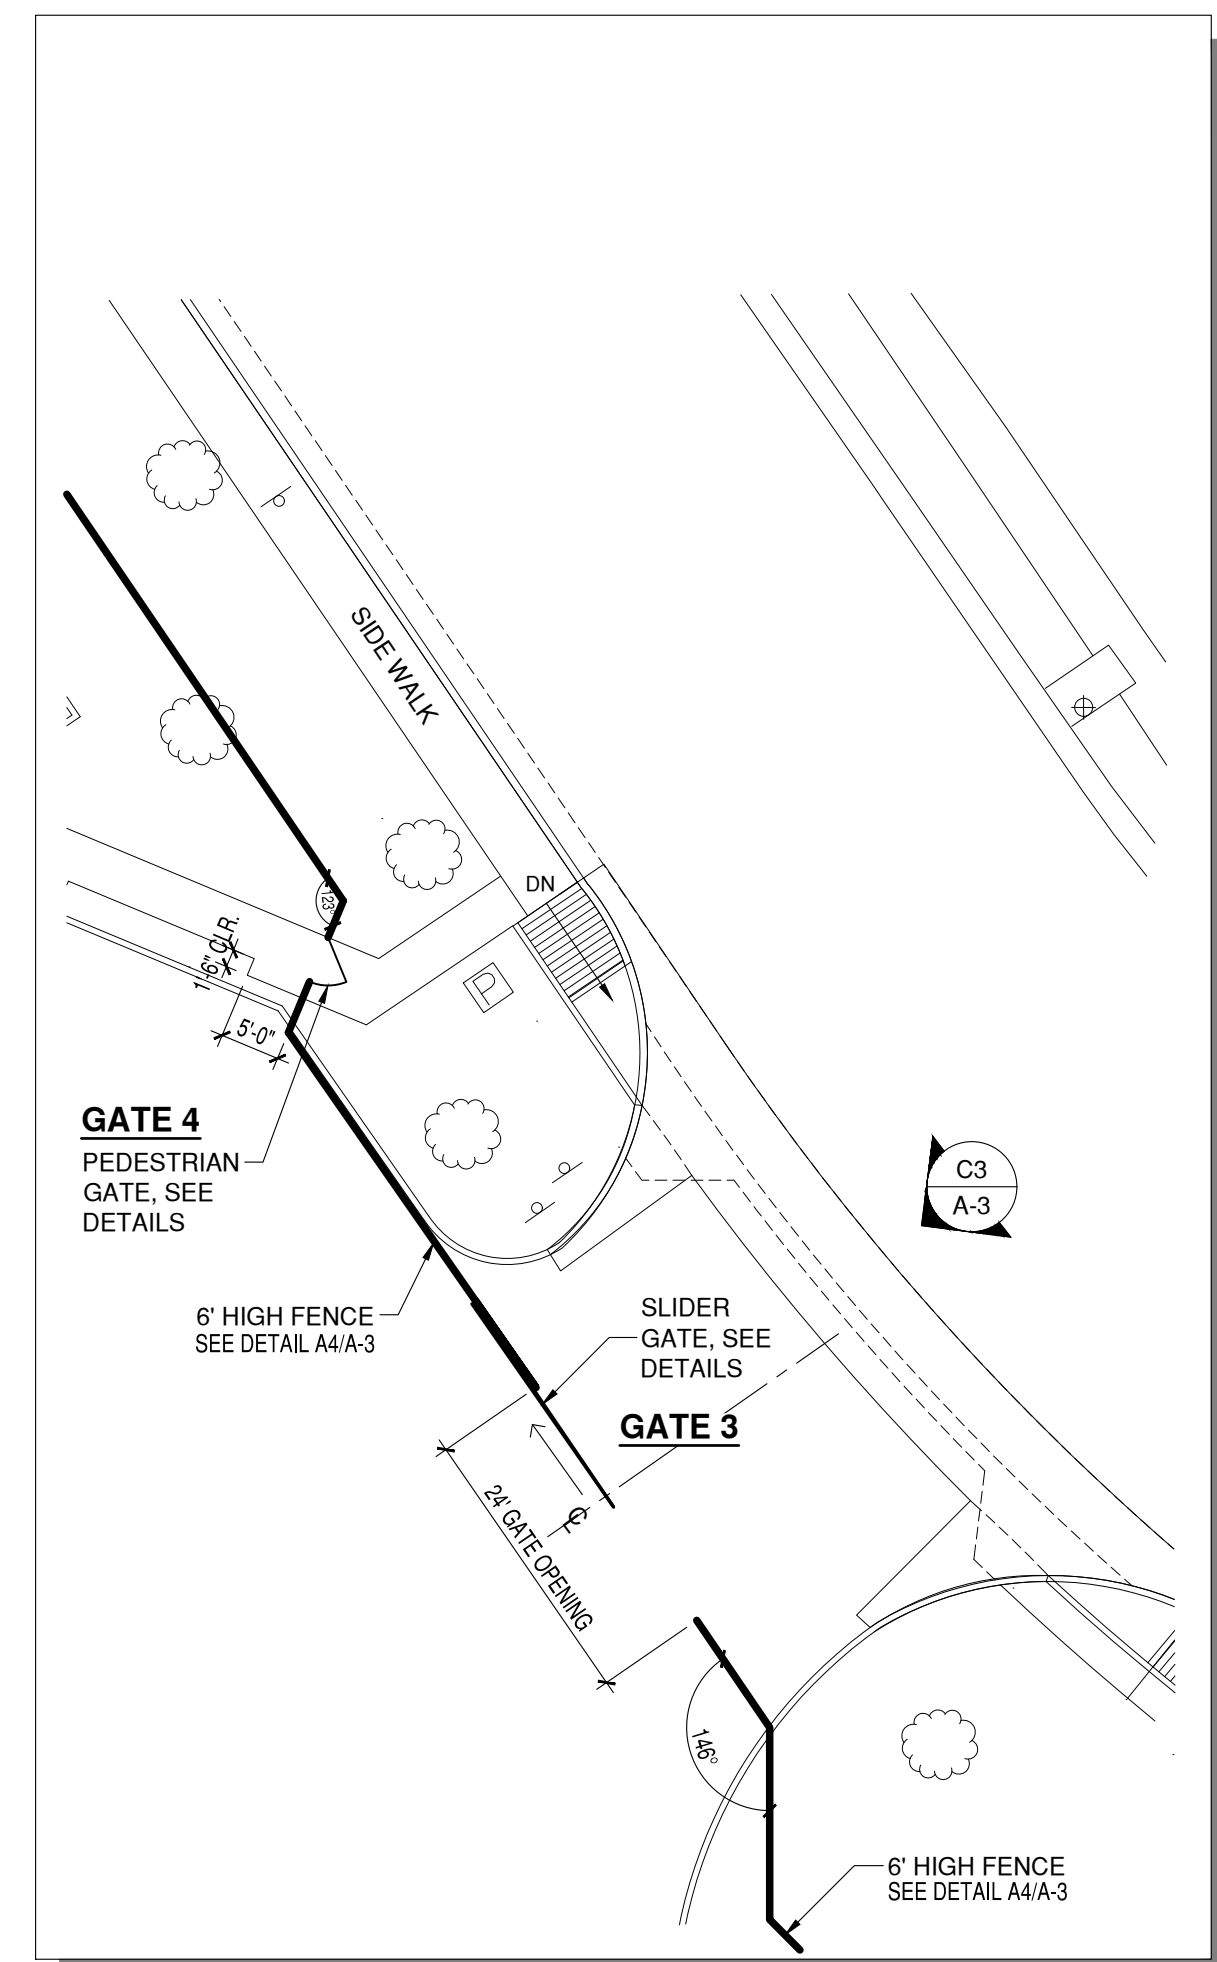 SIDE WALK
DN
123°
1'-6" CLR.
5'-0"
P
GATE 4
PEDESTRIAN
GATE, SEE
DETAILS
C3
A-3
6' HIGH FENCE
SEE DETAIL A4/A-3
SLIDER
GATE, SEE
DETAILS
GATE 3
24' GATE OPENING
CL
146°
6' HIGH FENCE
SEE DETAIL A4/A-3